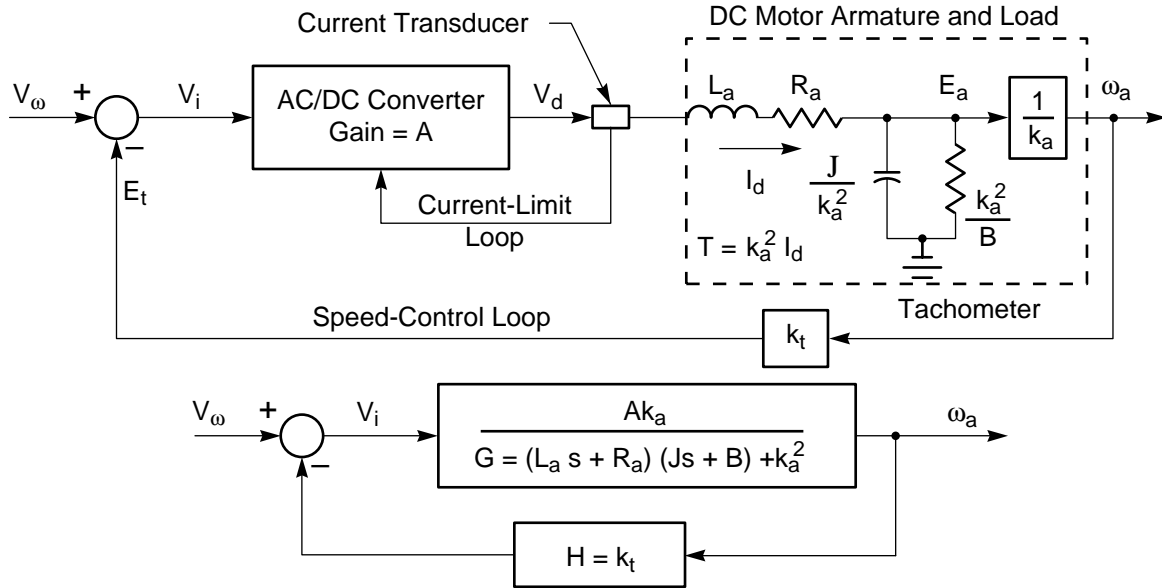 DC Motor Armature and Load
Current Transducer
V_ω + V_i AC/DC Converter V_d L_a R_a E_a 1/k_a ω_a
Gain = A
−
E_t
Current-Limit
Loop
I_d J/k_a^2 k_a^2/B
T = k_a^2 I_d
Speed-Control Loop
Tachometer
k_t
V_ω + V_i Ak_a ω_a
G = (L_a s + R_a) (Js + B) +k_a^2
−
H = k_t